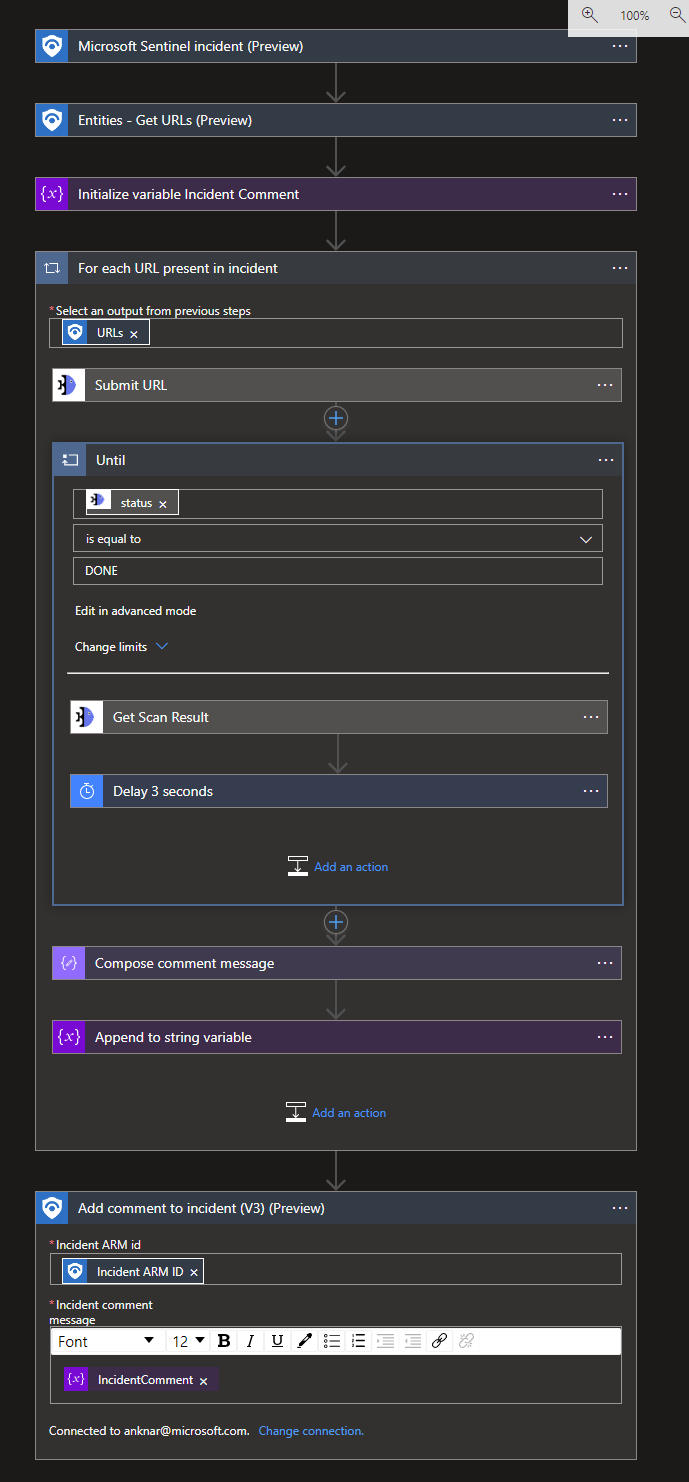 100%
Microsoft Sentinel incident (Preview)
Entities - Get URLs (Preview)
{x} Initialize variable Incident Comment
For each URL present in incident
* Select an output from previous steps
URLs ×
Submit URL
Until
status ×
is equal to
DONE
Edit in advanced mode
Change limits
Get Scan Result
Delay 3 seconds
Add an action
Compose comment message
{x} Append to string variable
Add an action
Add comment to incident (V3) (Preview)
* Incident ARM id
Incident ARM ID ×
* Incident comment
message
Font 12 B I U
{x} IncidentComment ×
Connected to anknar@microsoft.com. Change connection.